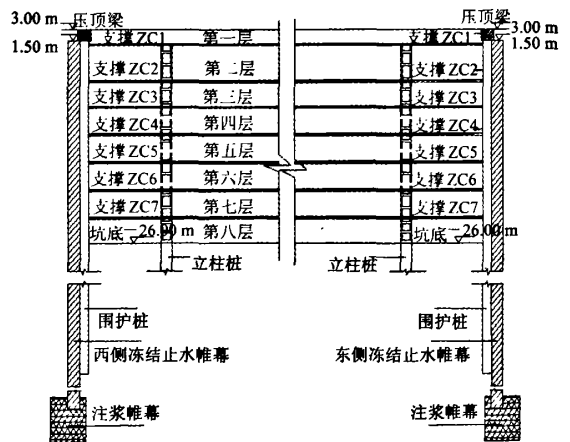 3.00 m 压顶梁 压顶梁 3.00 m
1.50 m 支撑ZC1 第一层 支撑ZC1 1.50 m
支撑ZC2 第二层 支撑ZC2
支撑ZC3 第三层 支撑ZC3
支撑ZC4 第四层 支撑ZC4
支撑ZC5 第五层 支撑ZC5
支撑ZC6 第六层 支撑ZC6
支撑ZC7 第七层 支撑ZC7
坑底 -26.00 m 第八层 坑底 -26.00 m
立柱桩 立柱桩
围护桩 围护桩
西侧冻结止水帷幕 东侧冻结止水帷幕
注浆帷幕 注浆帷幕